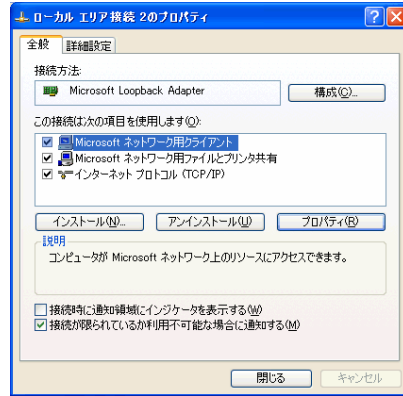 ローカル エリア接続 2のプロパティ
全般 詳細設定
接続方法:
Microsoft Loopback Adapter 構成(C)...
この接続は次の項目を使用します(O):
Microsoft ネットワーク用クライアント
Microsoft ネットワーク用ファイルとプリンタ共有
インターネット プロトコル (TCP/IP)
インストール(N)... アンインストール(U) プロパティ(R)
説明
コンピュータが Microsoft ネットワーク上のリソースにアクセスできます。
接続時に通知領域にインジケータを表示する(W)
接続が限られているか利用不可能な場合に通知する(M)
閉じる キャンセル